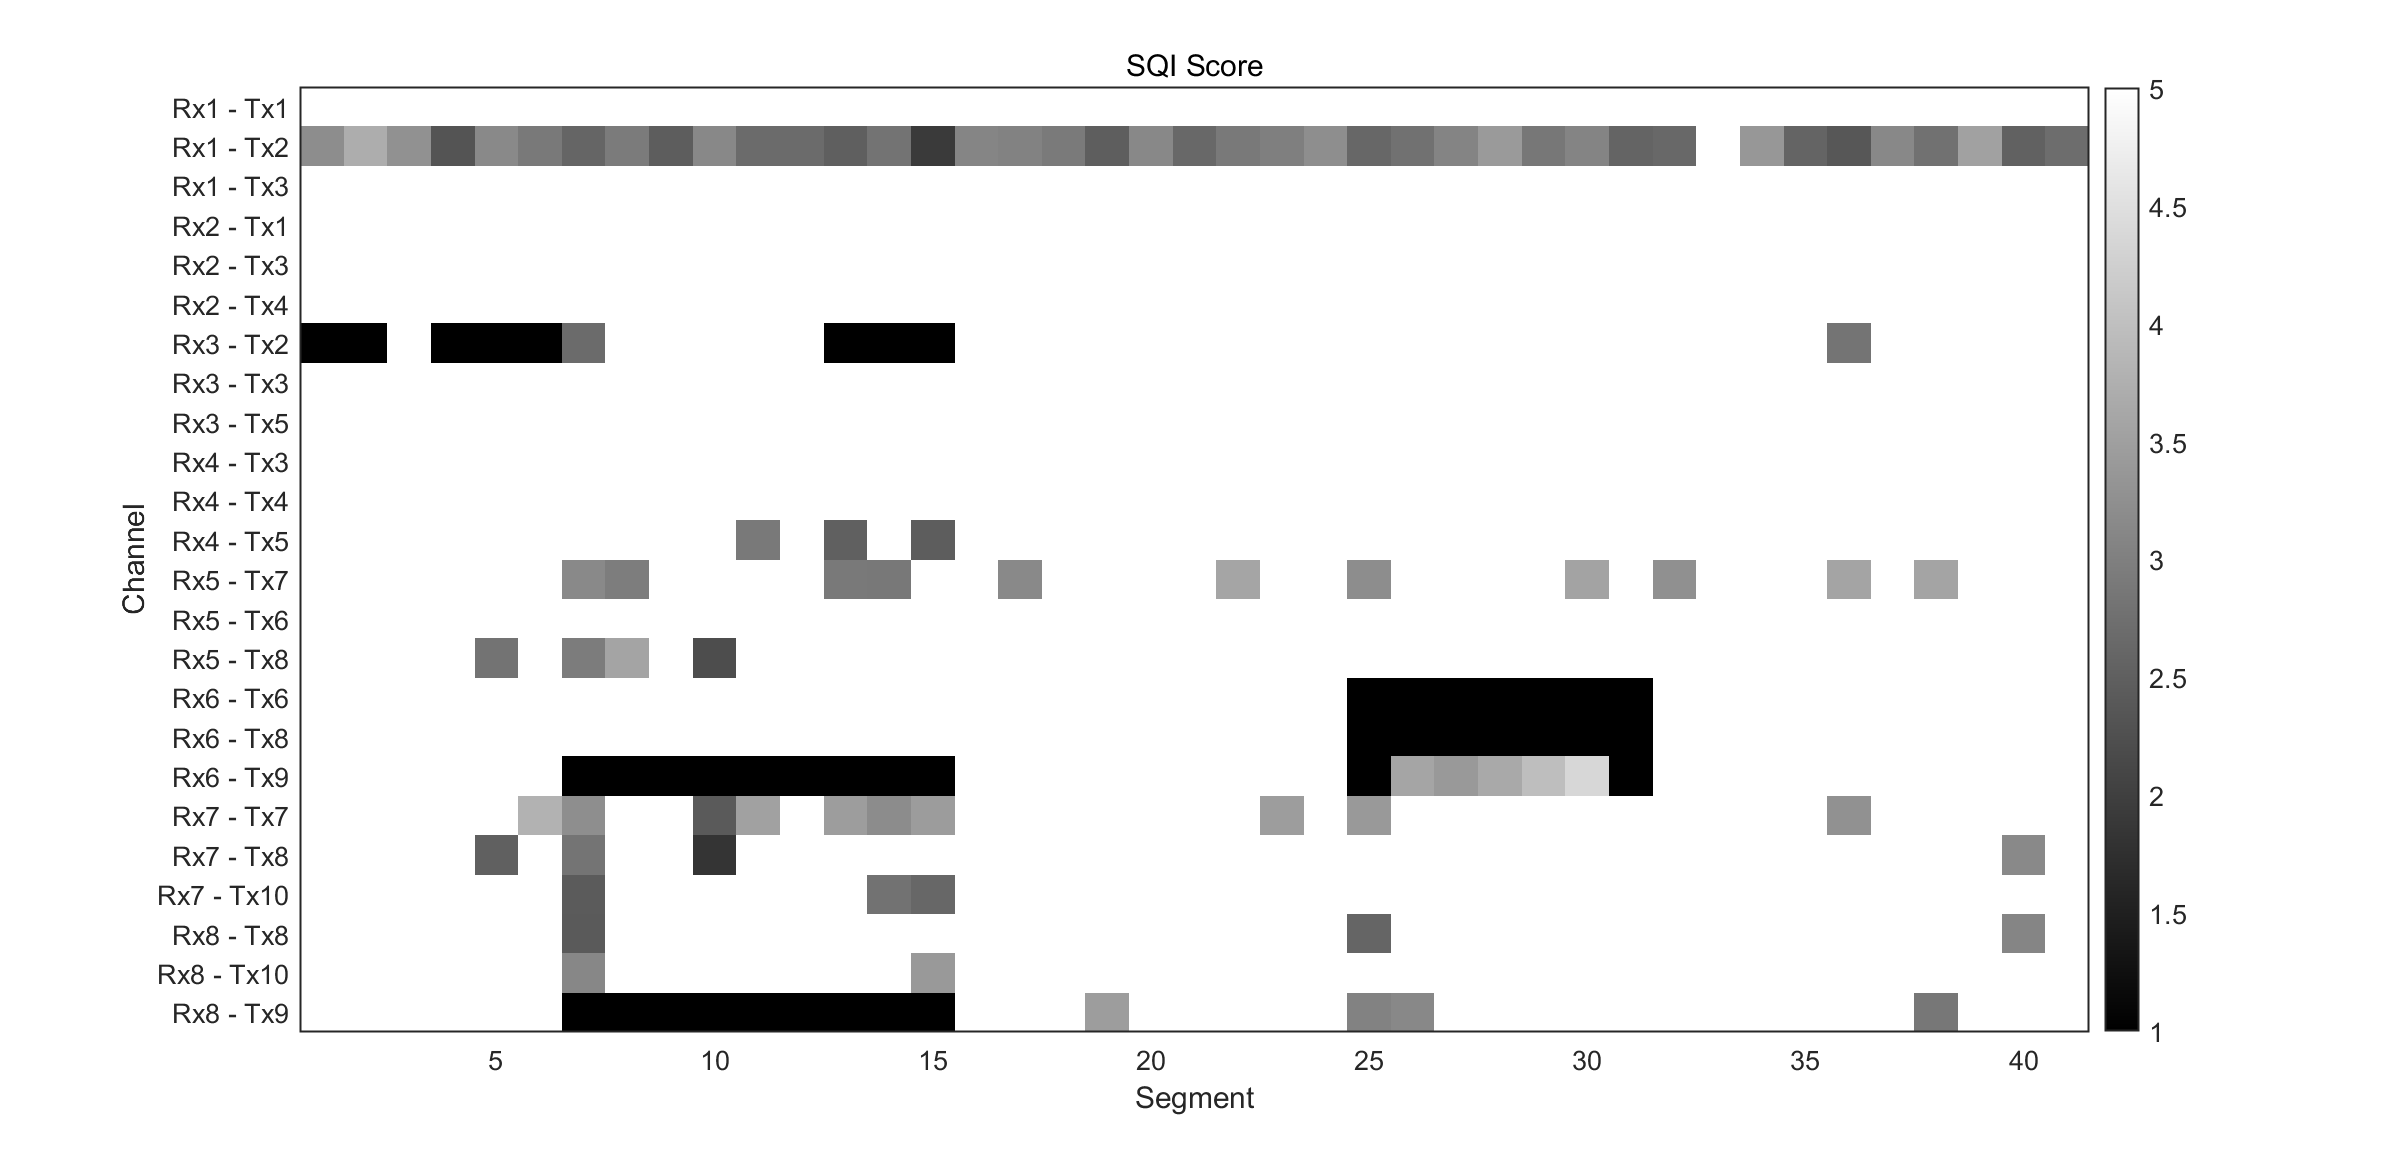 SQI Score
Rx1 - Tx1
Rx1 - Tx2
Rx1 - Tx3
Rx2 - Tx1
Rx2 - Tx3
Rx2 - Tx4
Rx3 - Tx2
Rx3 - Tx3
Rx3 - Tx5
Rx4 - Tx3
Rx4 - Tx4
Rx4 - Tx5
Rx5 - Tx7
Rx5 - Tx6
Rx5 - Tx8
Rx6 - Tx6
Rx6 - Tx8
Rx6 - Tx9
Rx7 - Tx7
Rx7 - Tx8
Rx7 - Tx10
Rx8 - Tx8
Rx8 - Tx10
Rx8 - Tx9
Channel
5 10 15 20 25 30 35 40
Segment
5
4.5
4
3.5
3
2.5
2
1.5
1